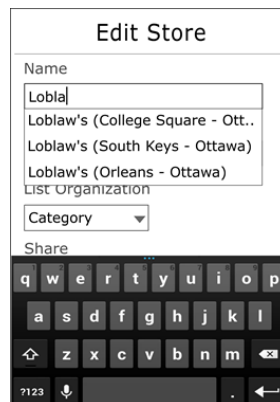 Edit Store
Name
Lobla
Loblaw's (College Square - Ott..
Loblaw's (South Keys - Ottawa)
Loblaw's (Orleans - Ottawa)
List Organization
Category
Share
q w e r t y u i o p
a s d f g h j k l
z x c v b n m
?123 .